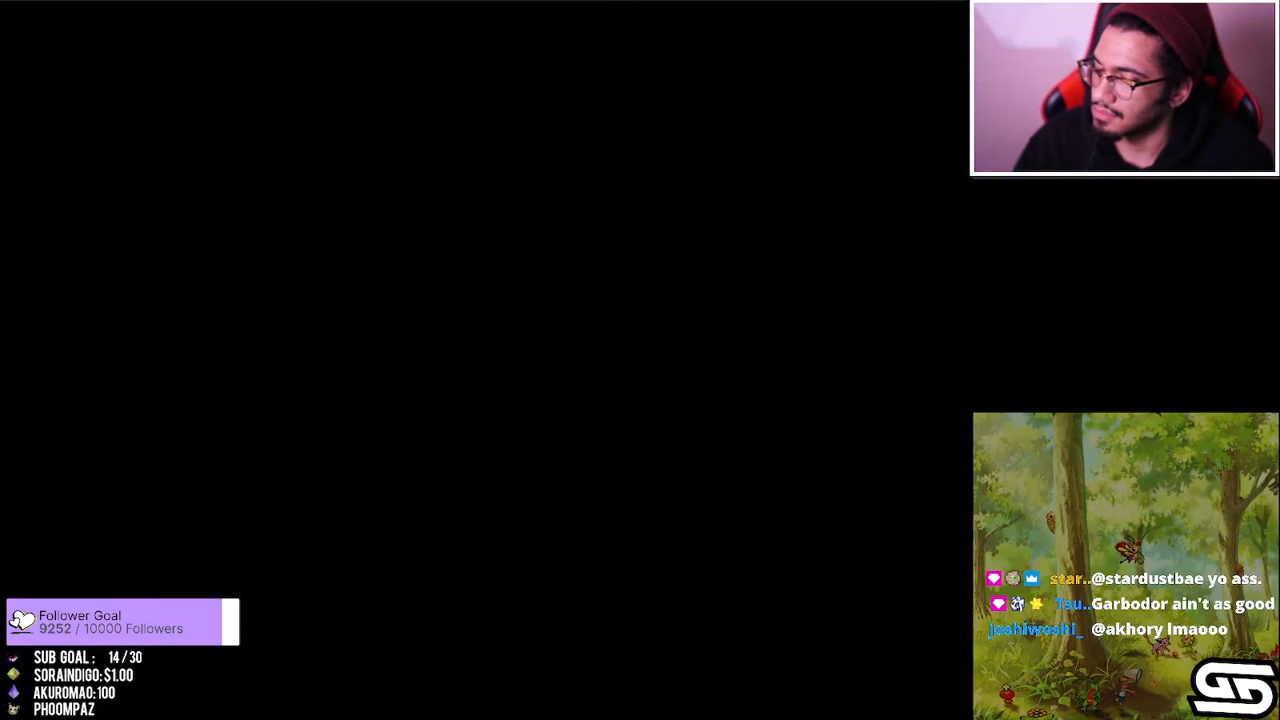 star..@stardustbae yo ass.
Tsu..Garbodor ain't as good
joshiwoshi_ @akhory lmaooo
Follower Goal
9252 / 10000 Followers
SUB GOAL : 14/30
SORAINDIGO:$1.00
AKUROMAO:100
PHOOMPAZ